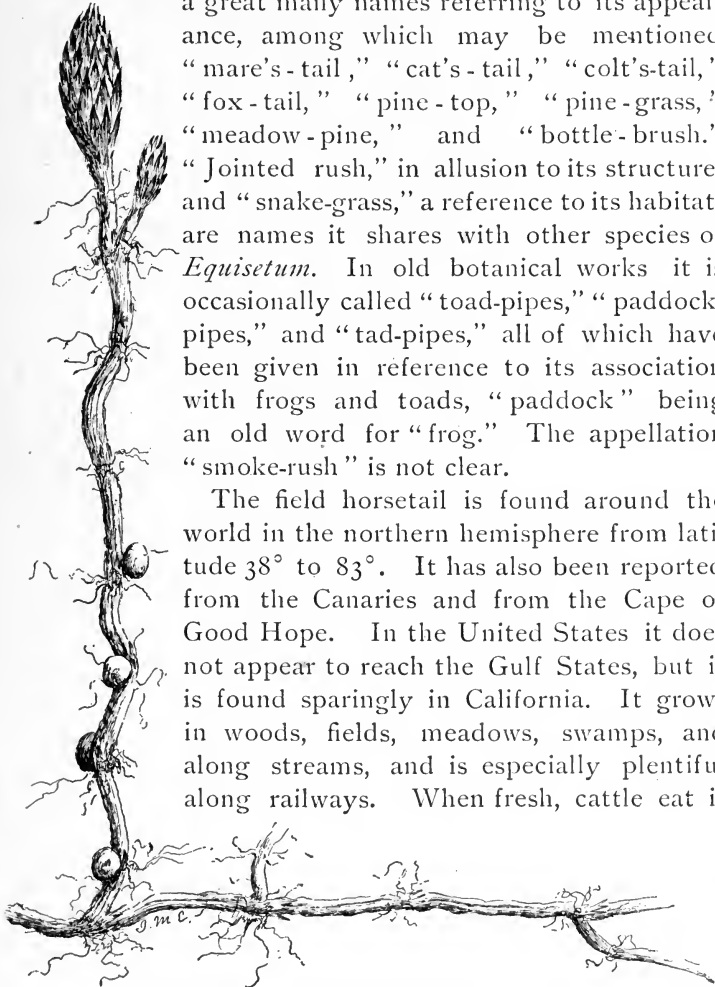 a great many names referring to its appear
ance, among which may be mentioned
“ mare's - tail ,” “ cat's - tail ,” “ colt's-tail, ’
“ fox - tail, ” “ pine - top, ” “ pine - grass, ”
“ meadow - pine, ” and “ bottle - brush.”
“ Jointed rush,” in allusion to its structure
and “ snake-grass,” a reference to its habitat
are names it shares with other species o
Equisetum. In old botanical works it i
occasionally called “ toad-pipes,” “ paddock
pipes,” and “ tad-pipes,” all of which have
been given in reference to its association
with frogs and toads, “ paddock ” being
an old word for “ frog.” The appellation
“ smoke-rush ” is not clear.
The field horsetail is found around the
world in the northern hemisphere from lati
tude 38° to 83°. It has also been reported
from the Canaries and from the Cape o
Good Hope. In the United States it doe
not appear to reach the Gulf States, but i
is found sparingly in California. It grow
in woods, fields, meadows, swamps, and
along streams, and is especially plentifu
along railways. When fresh, cattle eat i
J. M C.